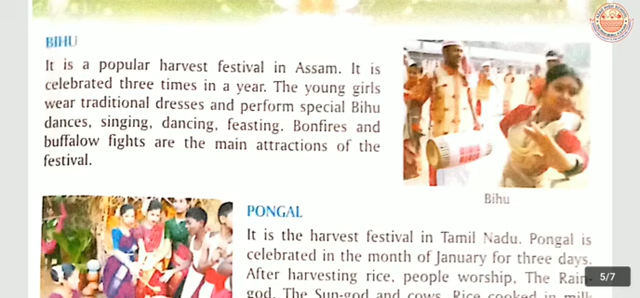 BIHU
It is a popular harvest festival in Assam. It is
celebrated three times in a year. The young girls
wear traditional dresses and perform special Bihu
dances, singing, dancing, feasting. Bonfires and
buffalow fights are the main attractions of the
festival.
Bihu
PONGAL
It is the harvest festival in Tamil Nadu. Pongal is
celebrated in the month of January for three days.
After harvesting rice, people worship, The Rain-
god, The Sun-god and cows. Rice cooked in milk
5/7